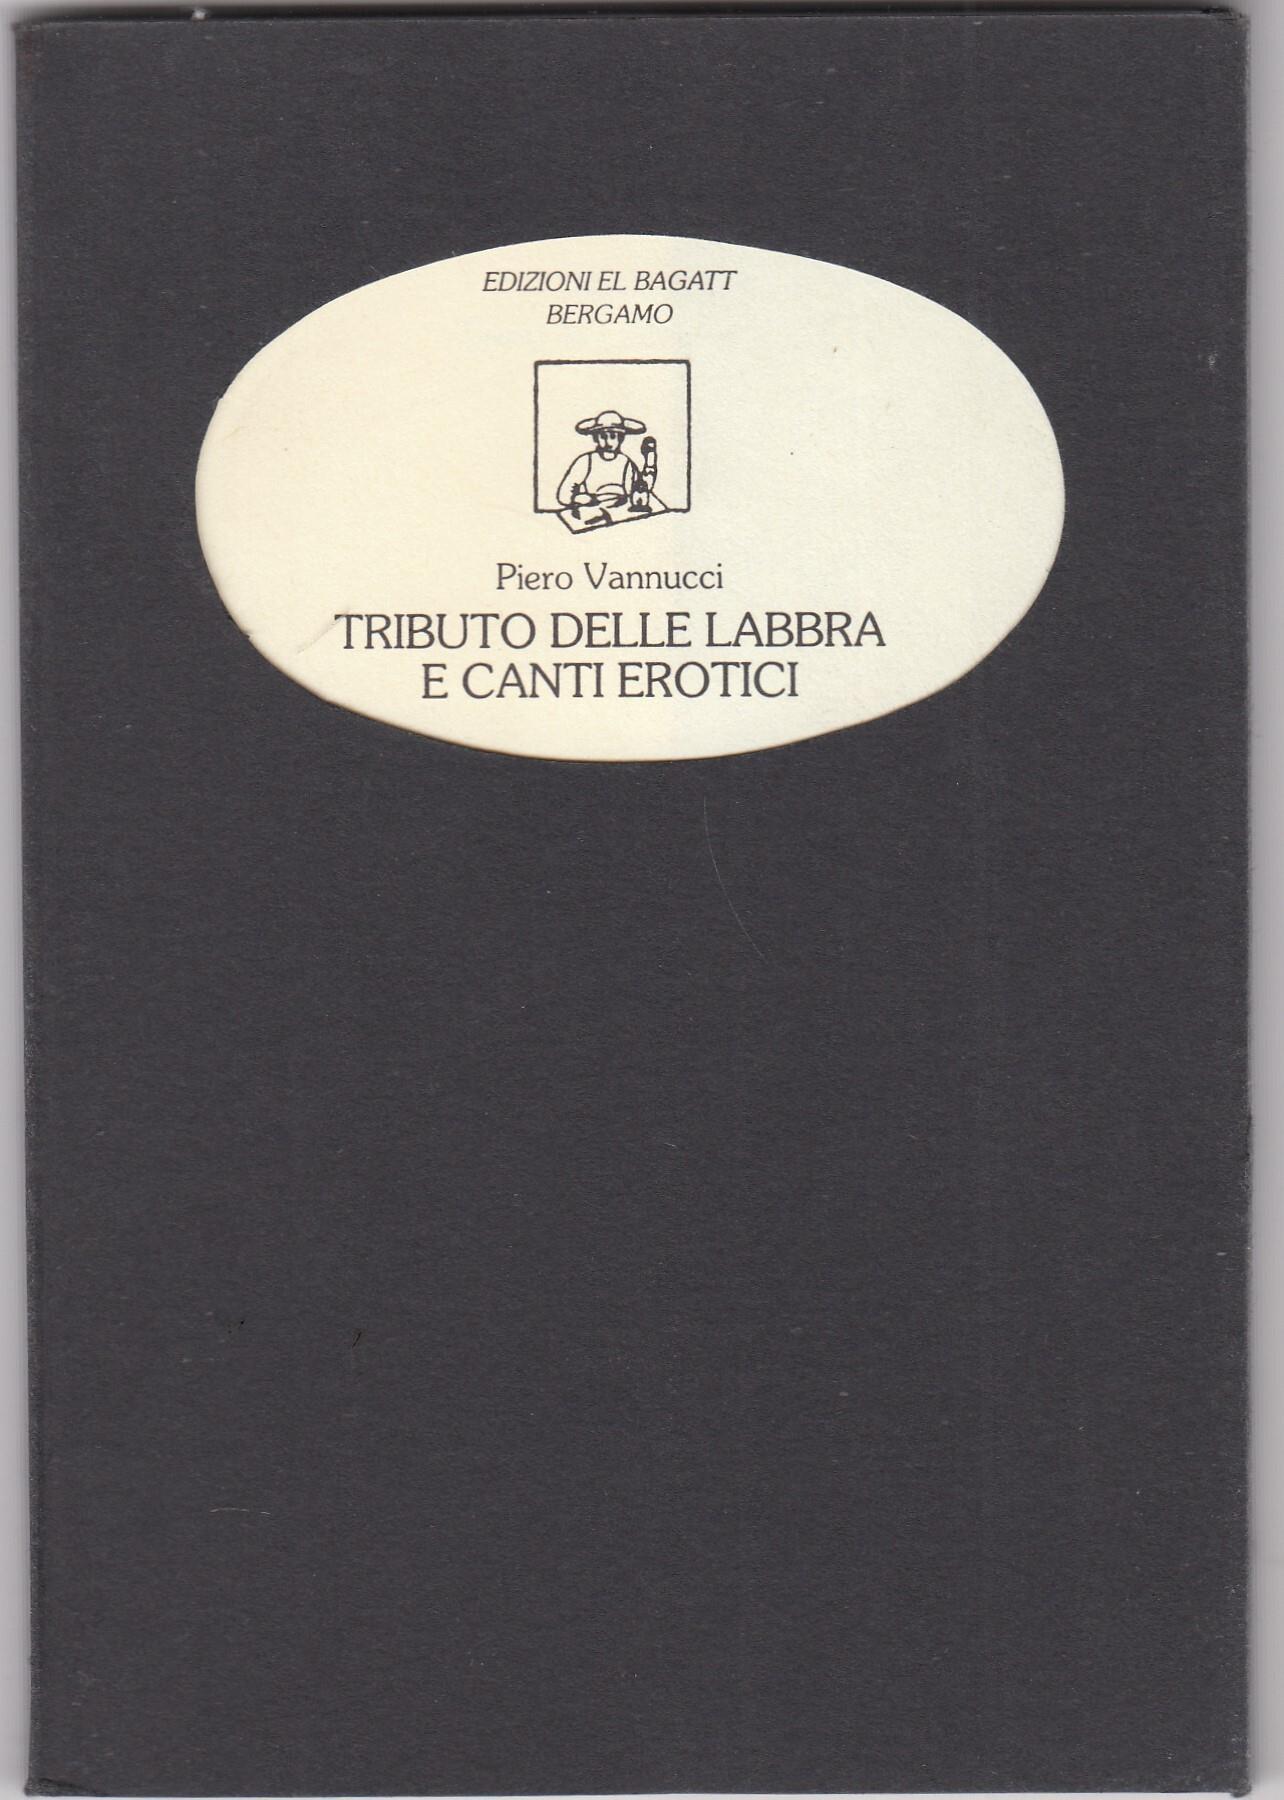 EDIZIONI EL BAGATT
BERGAMO
Piero Vannucci
TRIBUTO DELLE LABBRA
E CANTI EROTICI